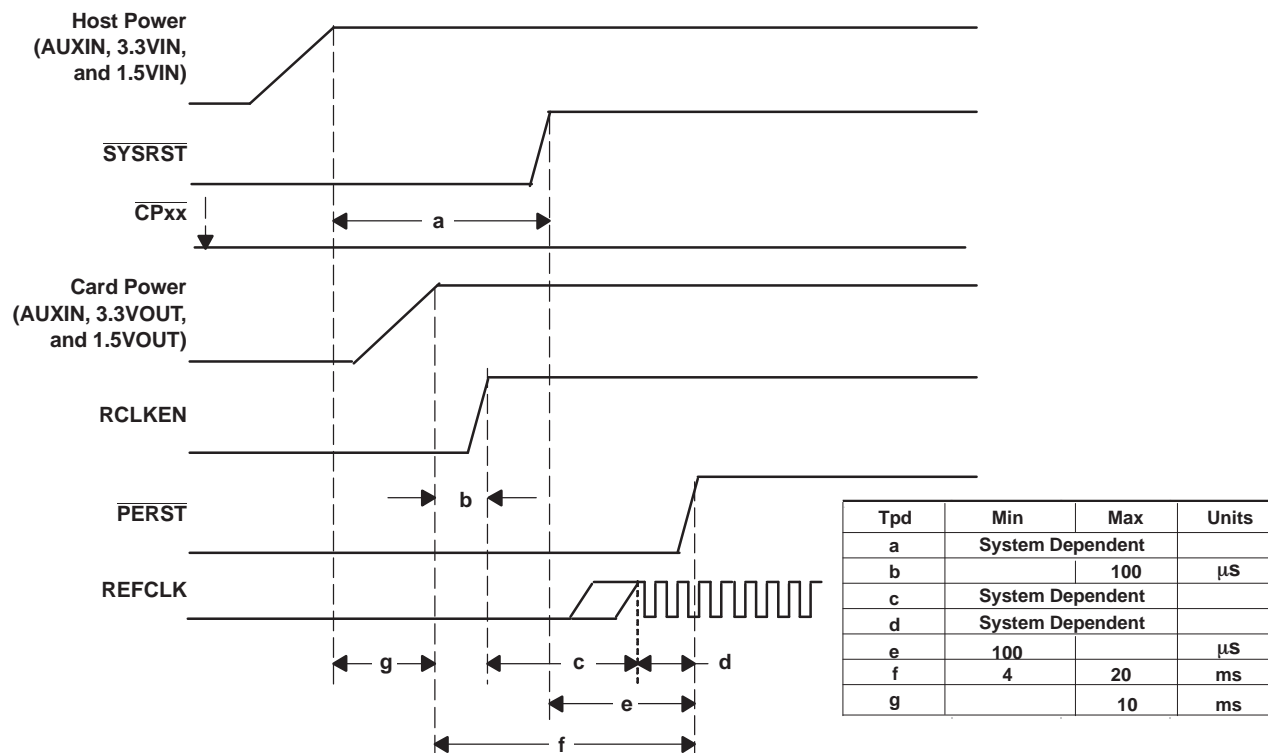 Host Power
(AUXIN, 3.3VIN,
and 1.5VIN)
SYSRST
CPxx
a
Card Power
(AUXIN, 3.3VOUT,
and 1.5VOUT)
RCLKEN
b
PERST
REFCLK
g
c
d
e
f
Tpd Min Max Units
a System Dependent
b 100 μs
c System Dependent
d System Dependent
e 100 μs
f 4 20 ms
g 10 ms